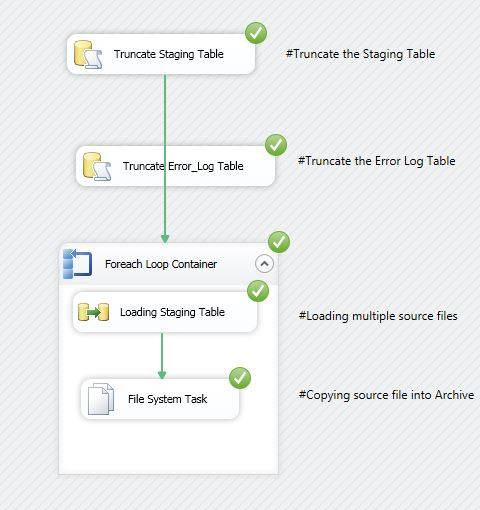 Truncate Staging Table
#Truncate the Staging Table
Truncate Error_Log Table
#Truncate the Error Log Table
Foreach Loop Container
Loading Staging Table
#Loading multiple source files
File System Task
#Copying source file into Archive